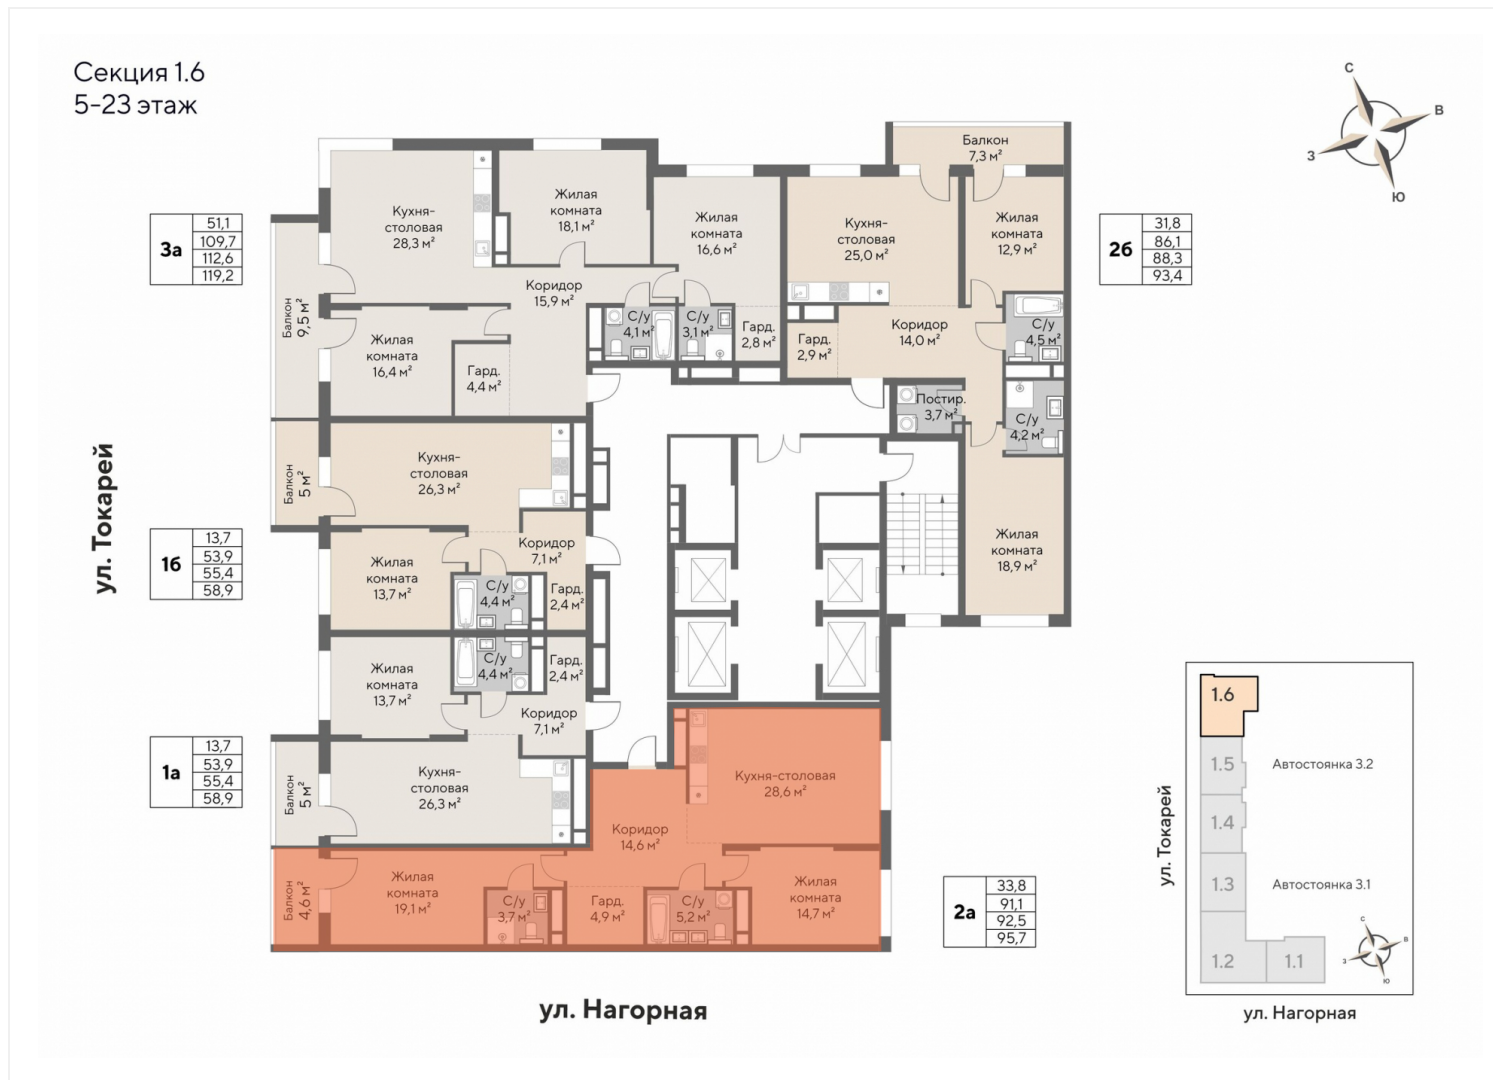 Секция 1.6
5-23 этаж
С
В
З
Ю
Балкон
7,3 м²
Жилая
комната
18,1 м²
Кухня-
столовая
28,3 м²
Жилая
комната
16,6 м²
Кухня-
столовая
25,0 м²
Жилая
комната
12,9 м²
3а
51,1
109,7
112,6
119,2
2б
31,8
86,1
88,3
93,4
Балкон
9,5 м²
Коридор
15,9 м²
С/у
4,1 м²
С/у
3,1 м²
Гард.
2,8 м²
Гард.
2,9 м²
Коридор
14,0 м²
С/у
4,5 м²
Жилая
комната
16,4 м²
Гард.
4,4 м²
Постир.
3,7 м²
С/у
4,2 м²
ул. Токарей
Балкон
5 м²
Кухня-
столовая
26,3 м²
1б
13,7
53,9
55,4
58,9
Жилая
комната
13,7 м²
Коридор
7,1 м²
С/у
4,4 м²
Гард.
2,4 м²
Жилая
комната
18,9 м²
Жилая
комната
13,7 м²
С/у
4,4 м²
Гард.
2,4 м²
Коридор
7,1 м²
1а
13,7
53,9
55,4
58,9
Балкон
5 м²
Кухня-
столовая
26,3 м²
Кухня-столовая
28,6 м²
Коридор
14,6 м²
Балкон
4,6 м²
Жилая
комната
19,1 м²
С/у
3,7 м²
Гард.
4,9 м²
С/у
5,2 м²
Жилая
комната
14,7 м²
2а
33,8
91,1
92,5
95,7
ул. Нагорная
1.6
1.5
Автостоянка 3.2
1.4
ул. Токарей
1.3
Автостоянка 3.1
1.2
1.1
С
В
З
Ю
ул. Нагорная